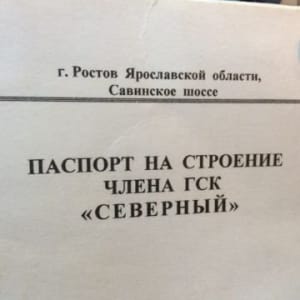 г. Ростов Ярославской области,
Савинское шоссе
ПАСПОРТ НА СТРОЕНИЕ
ЧЛЕНА ГСК
«СЕВЕРНЫЙ»